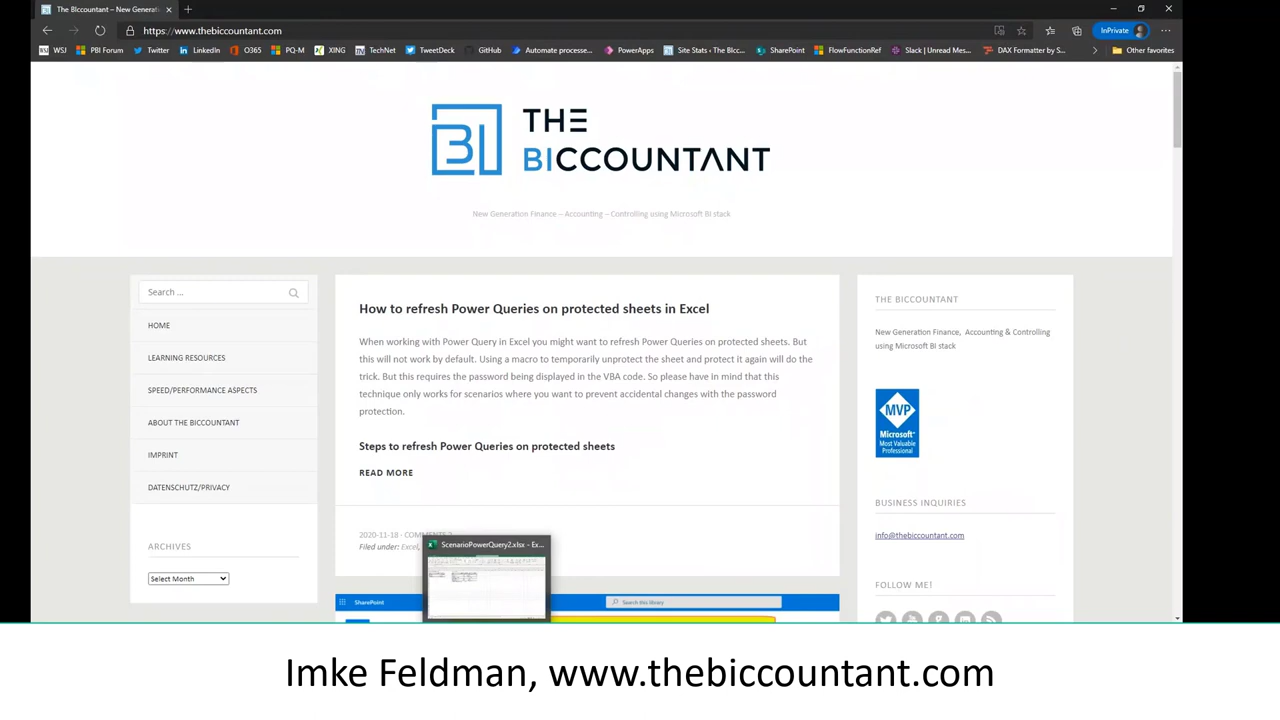 The BIccountant – New Generati
https://www.thebiccountant.com
InPrivate
WSJ PBI Forum Twitter LinkedIn O365 PQ-M XING TechNet TweetDeck GitHub Automate processe... PowerApps Site Stats ‹ The BIcc... SharePoint FlowFunctionRef Slack | Unread Mes... DAX Formatter by S... Other favorites
THE
BICCOUNTANT
New Generation Finance – Accounting – Controlling using Microsoft BI stack
Search ...
HOME
LEARNING RESOURCES
SPEED/PERFORMANCE ASPECTS
ABOUT THE BICCOUNTANT
IMPRINT
DATENSCHUTZ/PRIVACY
ARCHIVES
Select Month
How to refresh Power Queries on protected sheets in Excel
When working with Power Query in Excel you might want to refresh Power Queries on protected sheets. But
this will not work by default. Using a macro to temporarily unprotect the sheet and protect it again will do the
trick. But this requires the password being displayed in the VBA code. So please have in mind that this
technique only works for scenarios where you want to prevent accidental changes with the password
protection.
Steps to refresh Power Queries on protected sheets
READ MORE
2020-11-18 · COMMENTS 2
Filed under: Excel,
ScenarioPowerQuery2.xlsx - Ex...
SharePoint
Search this library
THE BICCOUNTANT
New Generation Finance, Accounting & Controlling
using Microsoft BI stack
MVP
Microsoft®
Most Valuable
Professional
BUSINESS INQUIRIES
info@thebiccountant.com
FOLLOW ME!
Imke Feldman, www.thebiccountant.com